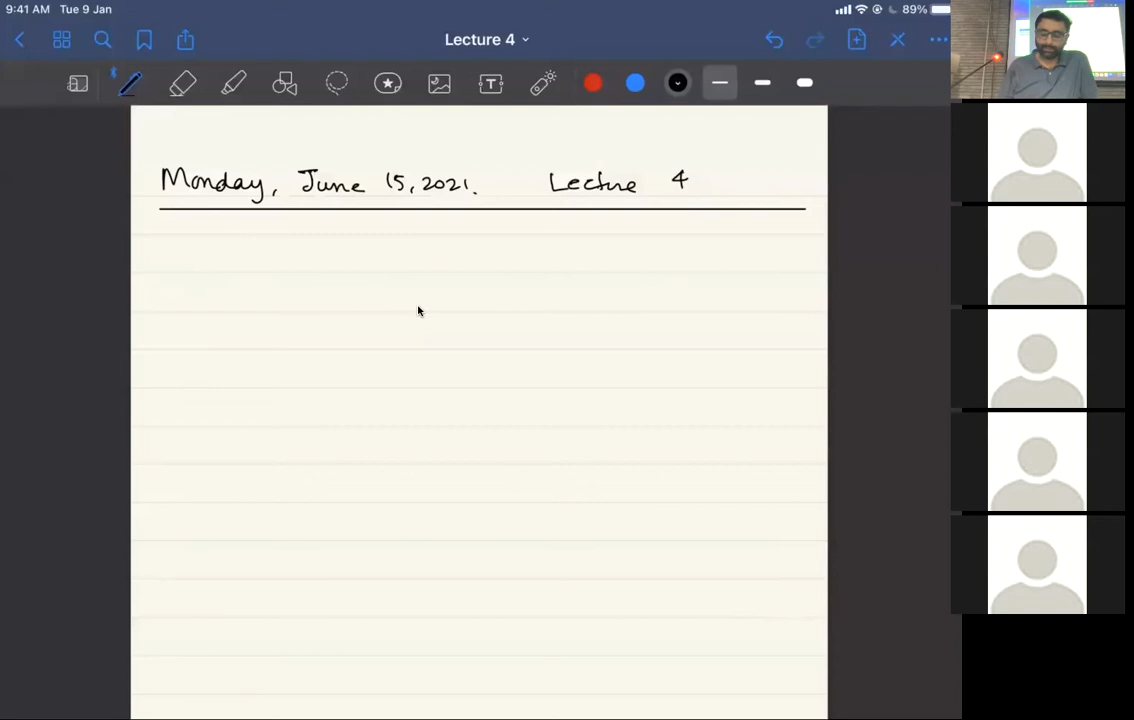 9:41 AM Tue 9 Jan 89%
Lecture 4
T
Monday, June 15, 2021. Lecture 4